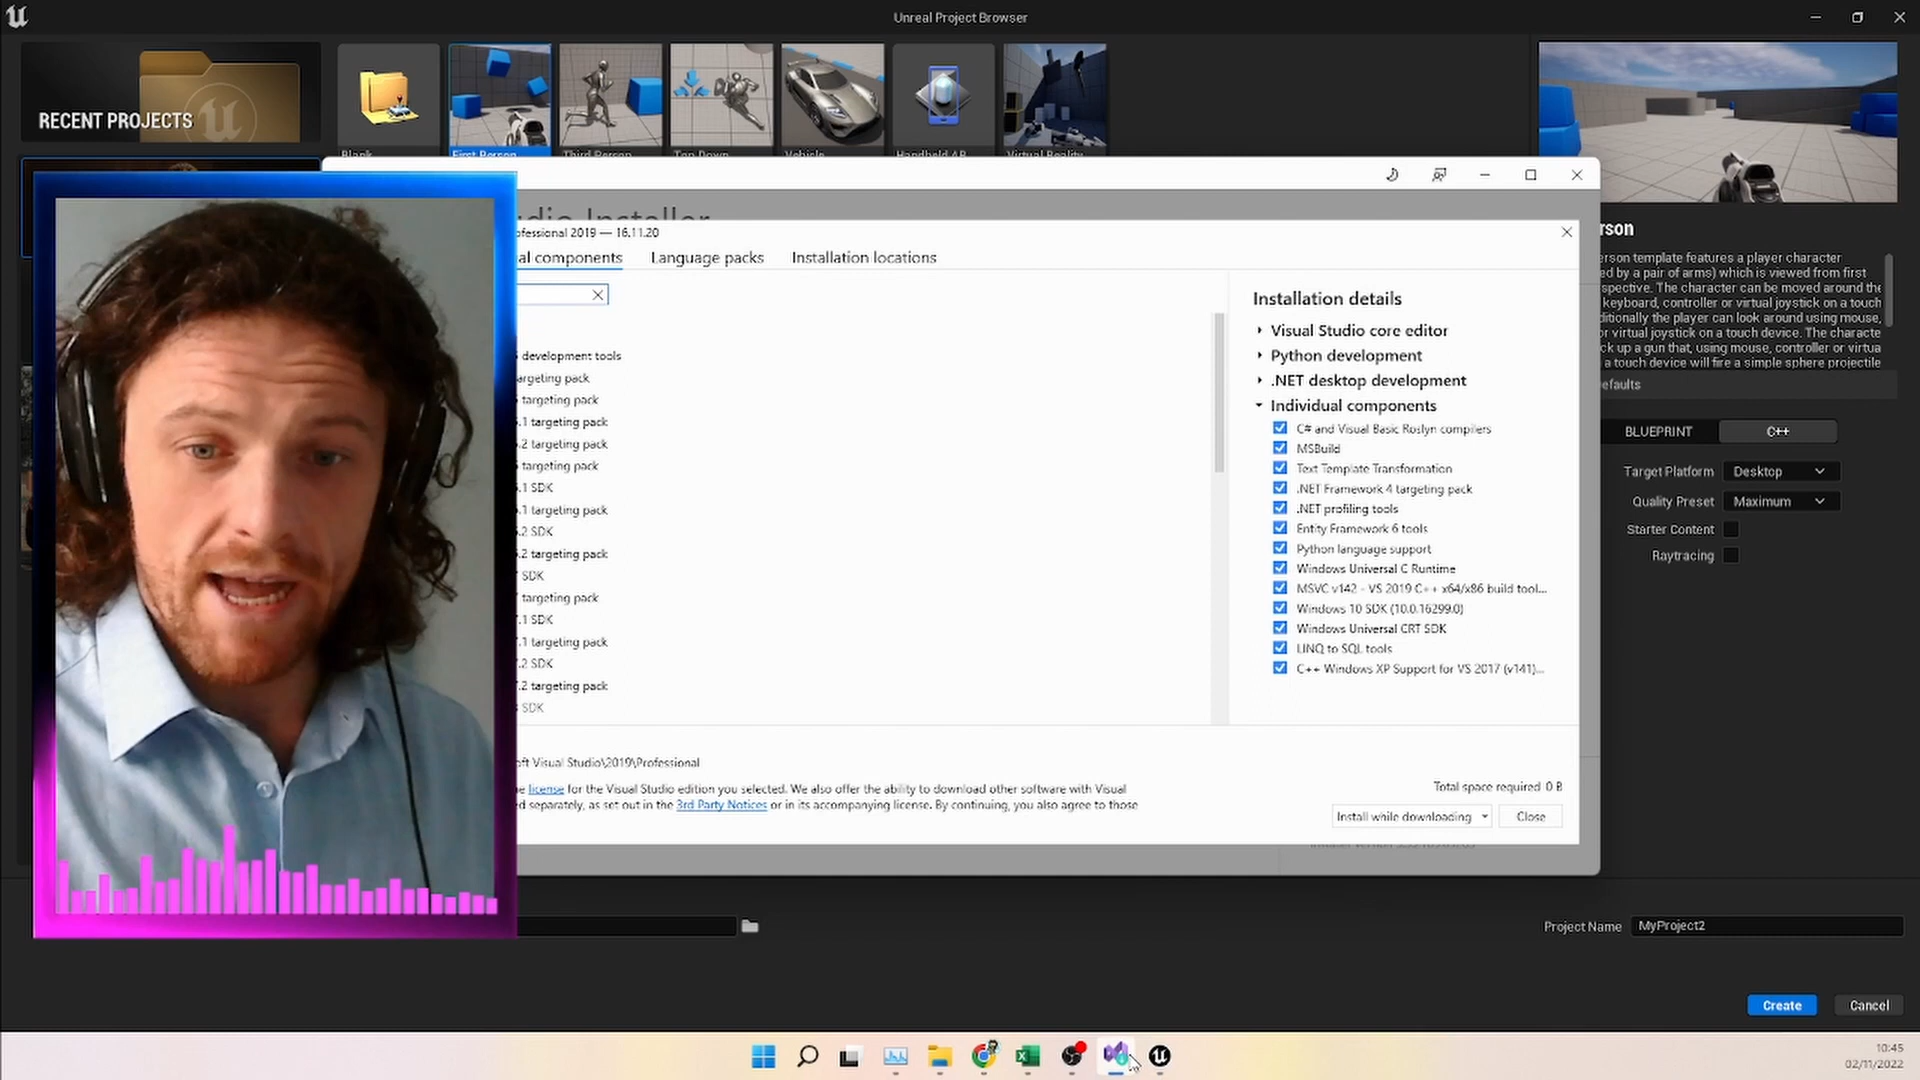 Unreal Project Browser
RECENT PROJECTS
Blank
First Person
Third Person
Top Down
Vehicle
Handheld AR
Virtual Reality
dio Installer
ofessional 2019 — 16.11.20
al components
Language packs
Installation locations
development tools
targeting pack
targeting pack
.1 targeting pack
.2 targeting pack
targeting pack
.1 SDK
.1 targeting pack
.2 SDK
.2 targeting pack
SDK
targeting pack
.1 SDK
.1 targeting pack
.2 SDK
.2 targeting pack
SDK
Installation details
Visual Studio core editor
Python development
.NET desktop development
Individual components
C# and Visual Basic Roslyn compilers
MSBuild
Text Template Transformation
.NET Framework 4 targeting pack
.NET profiling tools
Entity Framework 6 tools
Python language support
Windows Universal C Runtime
MSVC v142 - VS 2019 C++ x64/x86 build tool...
Windows 10 SDK (10.0.16299.0)
Windows Universal CRT SDK
LINQ to SQL tools
C++ Windows XP Support for VS 2017 (v141)...
oft Visual Studio\2019\Professional
e license for the Visual Studio edition you selected. We also offer the ability to download other software with Visual
d separately, as set out in the 3rd Party Notices or in its accompanying license. By continuing, you also agree to those
Total space required 0 B
Install while downloading
Close
rson
erson template features a player character
ed by a pair of arms) which is viewed from first
spective. The character can be moved around the
keyboard, controller or virtual joystick on a touch
ditionally the player can look around using mouse,
or virtual joystick on a touch device. The characte
ck up a gun that, using mouse, controller or virtua
a touch device will fire a simple sphere projectile
efaults
BLUEPRINT
C++
Target Platform
Desktop
Quality Preset
Maximum
Starter Content
Raytracing
Project Name
MyProject2
Create
Cancel
10:45
02/11/2022